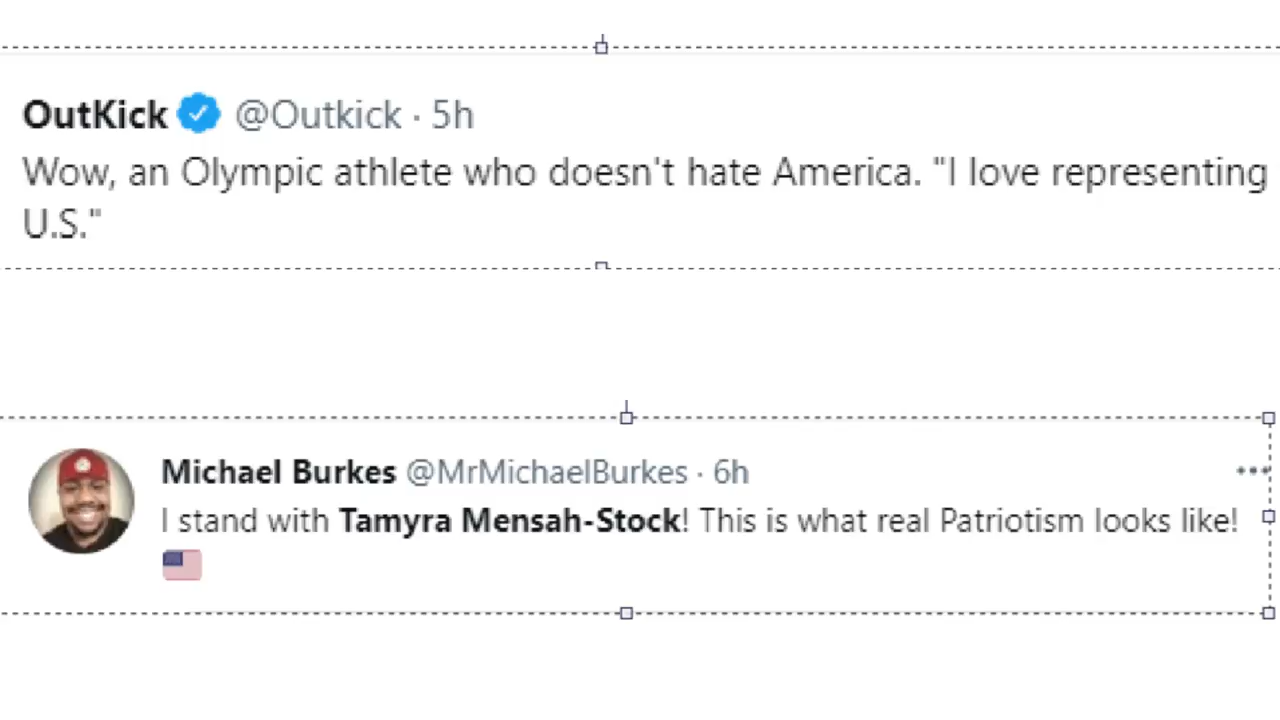 OutKick @Outkick · 5h
Wow, an Olympic athlete who doesn't hate America. "I love representing
U.S."
Michael Burkes @MrMichaelBurkes · 6h
I stand with Tamyra Mensah-Stock! This is what real Patriotism looks like!